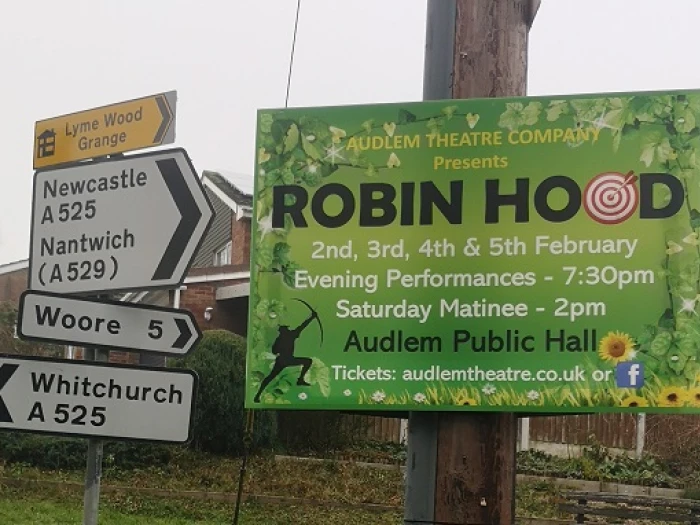 Lyme Wood
Grange
Newcastle
A 525
Nantwich
(A 529)
Woore 5
Whitchurch
A 525
AUDLEM THEATRE COMPANY
Presents
ROBIN HOOD
2nd, 3rd, 4th & 5th February
Evening Performances - 7:30pm
Saturday Matinee - 2pm
Audlem Public Hall
Tickets: audlemtheatre.co.uk or f